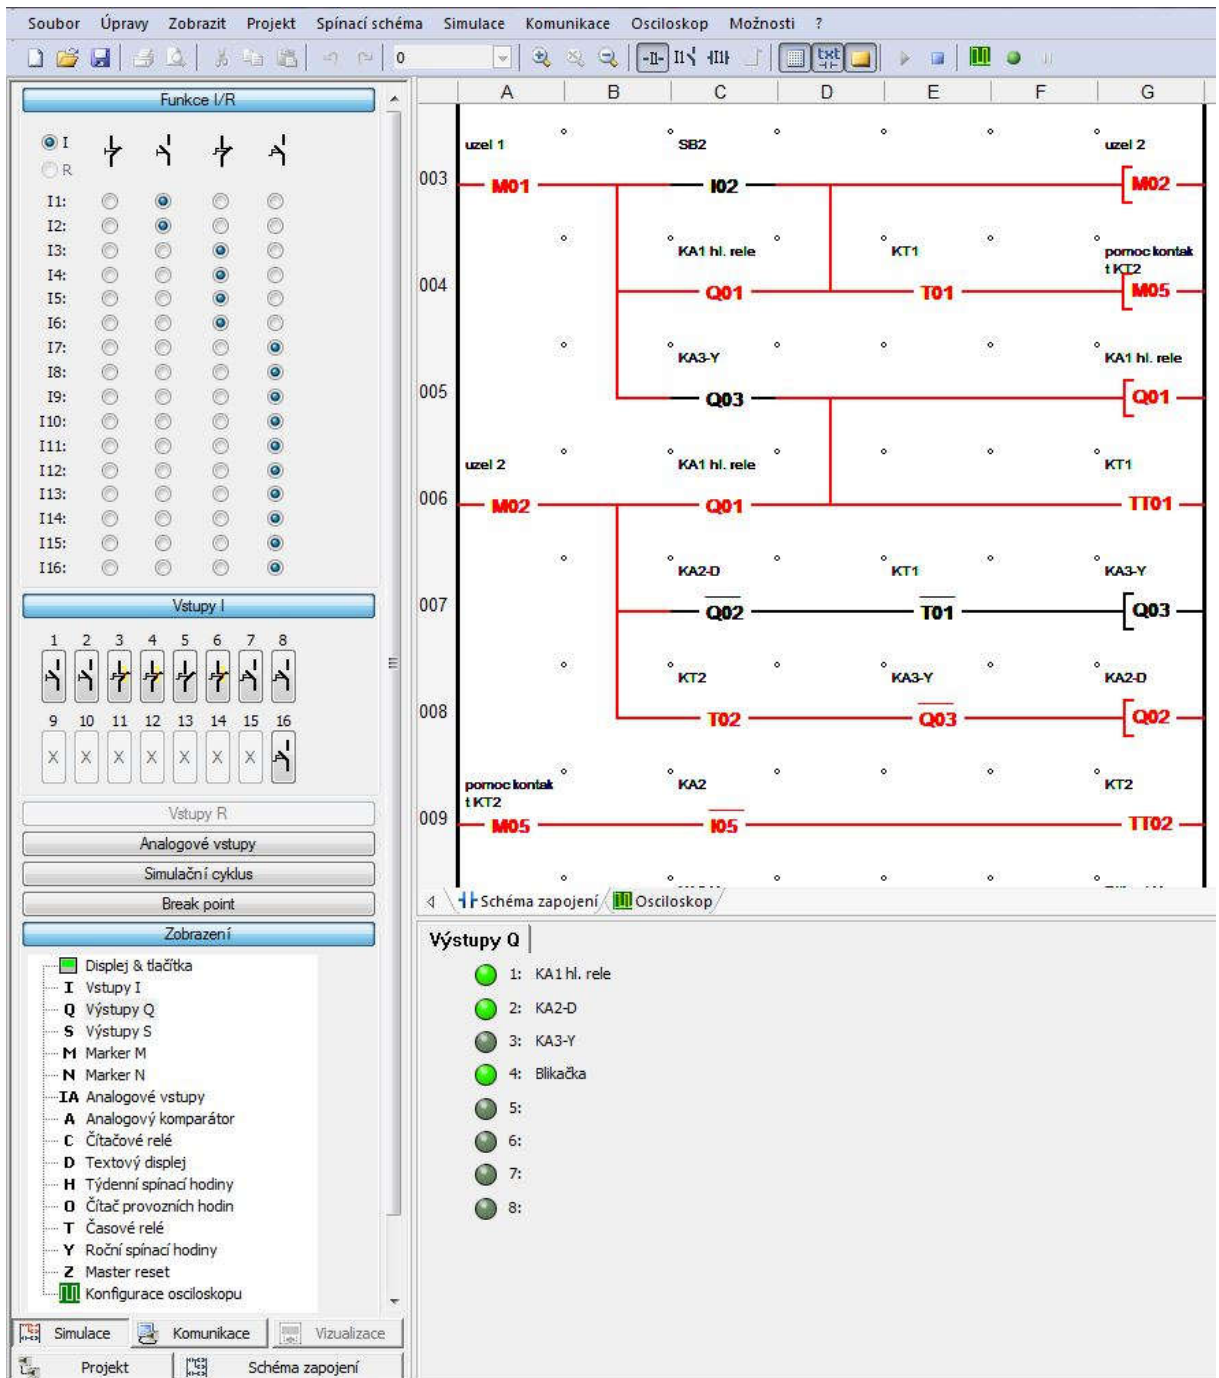 Soubor Úpravy Zobrazit Projekt Spínací schéma Simulace Komunikace Osciloskop Možnosti ?
0
Funkce I/R
I
R
I1:
I2:
I3:
I4:
I5:
I6:
I7:
I8:
I9:
I10:
I11:
I12:
I13:
I14:
I15:
I16:
Vstupy I
1 2 3 4 5 6 7 8
9 10 11 12 13 14 15 16
X X X X X X X
Vstupy R
Analogové vstupy
Simulační cyklus
Break point
Zobrazení
Displej & tlačítka
I Vstupy I
Q Výstupy Q
S Výstupy S
M Marker M
N Marker N
IA Analogové vstupy
A Analogový komparátor
C Čítačové relé
D Textový displej
H Týdenní spínací hodiny
O Čítač provozních hodin
T Časové relé
Y Roční spínací hodiny
Z Master reset
Konfigurace osciloskopu
Simulace Komunikace Vizualizace
Projekt Schéma zapojení
A B C D E F G
uzel 1 SB2 uzel 2
003 M01 I02 M02
KA1 hl. rele KT1 pomoc kontak
t KT2
004 Q01 T01 M05
KA3-Y KA1 hl. rele
005 Q03 Q01
uzel 2 KA1 hl. rele KT1
006 M02 Q01 TT01
KA2-D KT1 KA3-Y
007 Q02 T01 Q03
KT2 KA3-Y KA2-D
008 T02 Q03 Q02
pomoc kontak KA2 KT2
t KT2
009 M05 I05 TT02
Schéma zapojení Osciloskop
Výstupy Q
1: KA1 hl. rele
2: KA2-D
3: KA3-Y
4: Blikačka
5:
6:
7:
8: